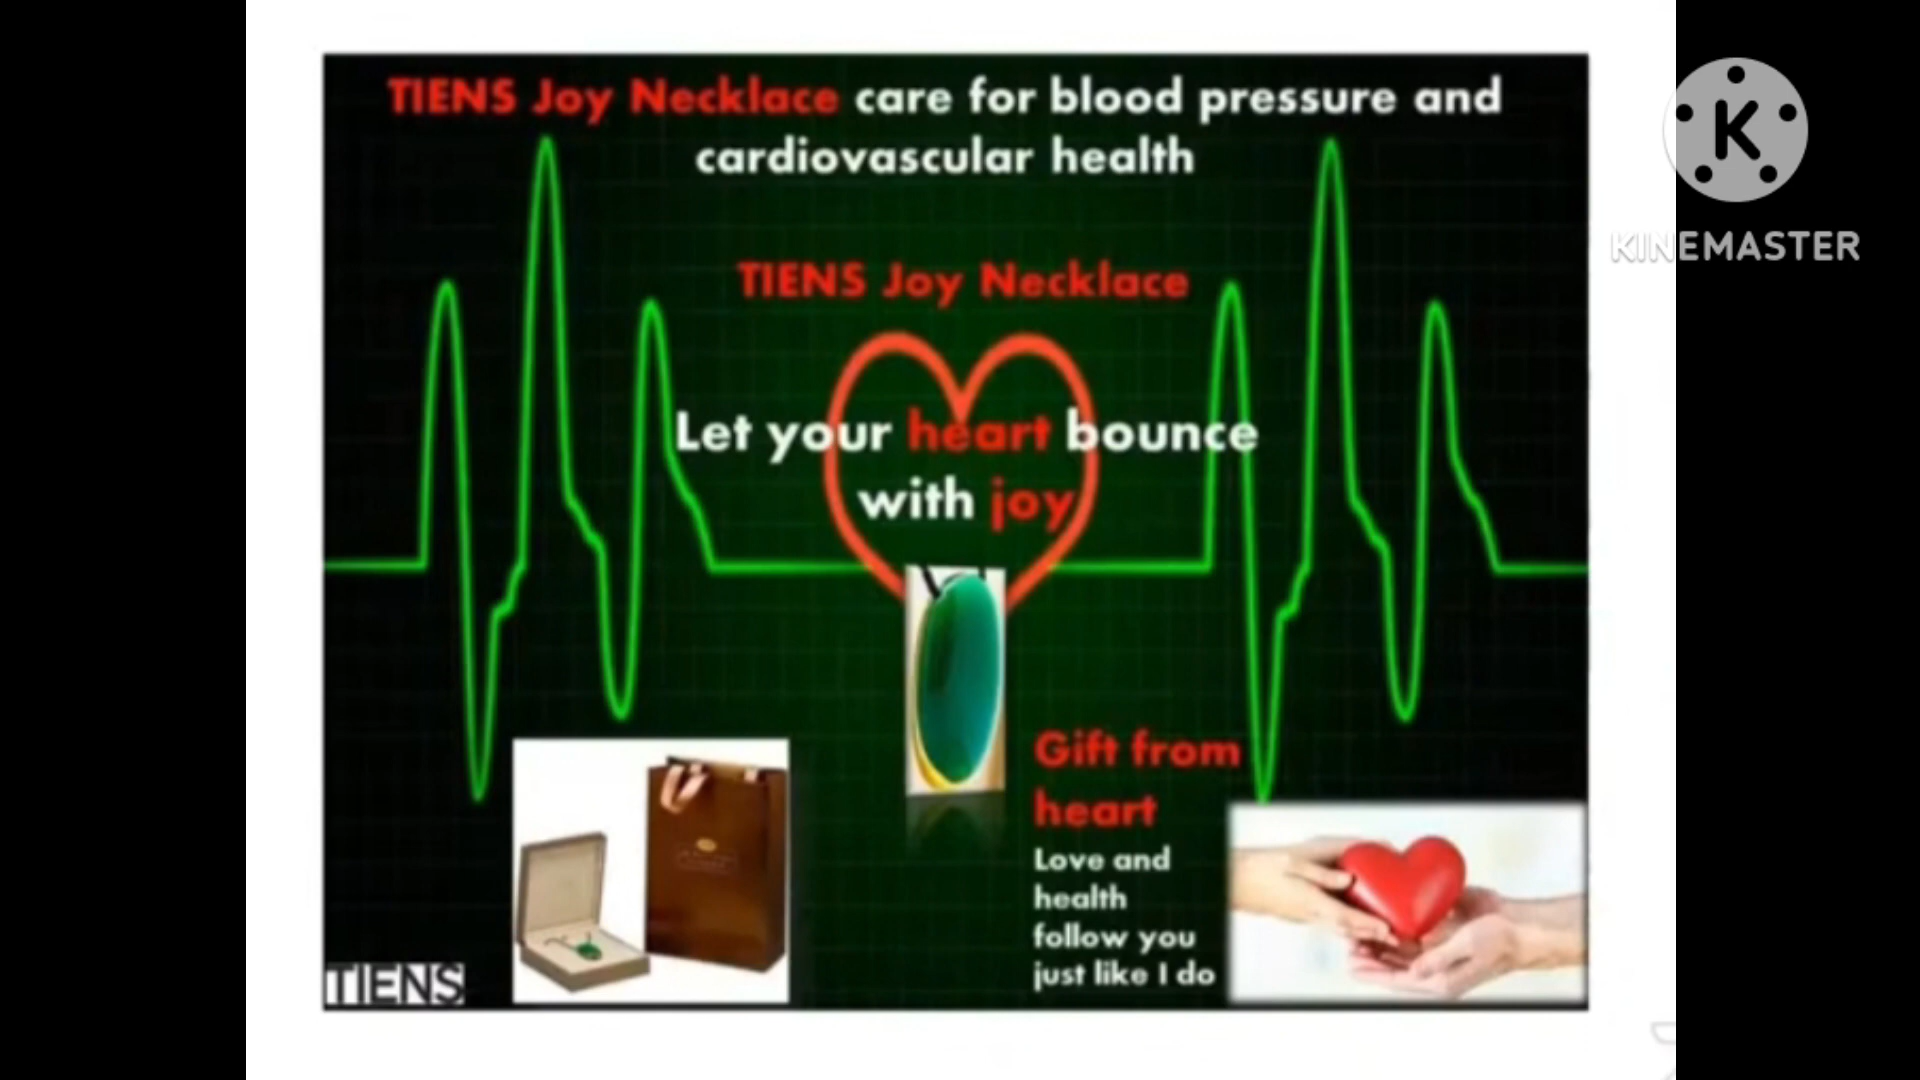 TIENS Joy Necklace care for blood pressure and
cardiovascular health
K
KINEMASTER
TIENS Joy Necklace
Let your heart bounce
with joy
Gift from
heart
Love and
health
follow you
just like I do
TIENS